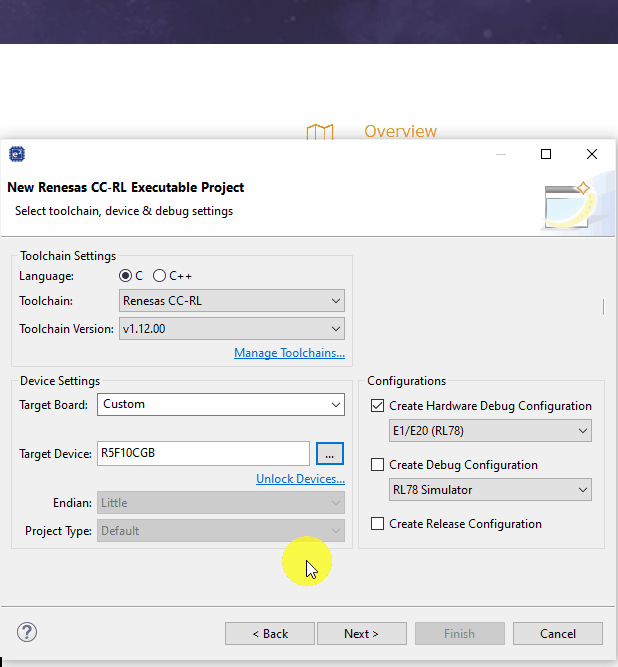 Overview
New Renesas CC-RL Executable Project
Select toolchain, device & debug settings
Toolchain Settings
Language: C C++
Toolchain: Renesas CC-RL
Toolchain Version: v1.12.00
Manage Toolchains...
Device Settings
Target Board: Custom
Target Device: R5F10CGB ...
Unlock Devices...
Endian: Little
Project Type: Default
Configurations
Create Hardware Debug Configuration
E1/E20 (RL78)
Create Debug Configuration
RL78 Simulator
Create Release Configuration
? < Back Next > Finish Cancel